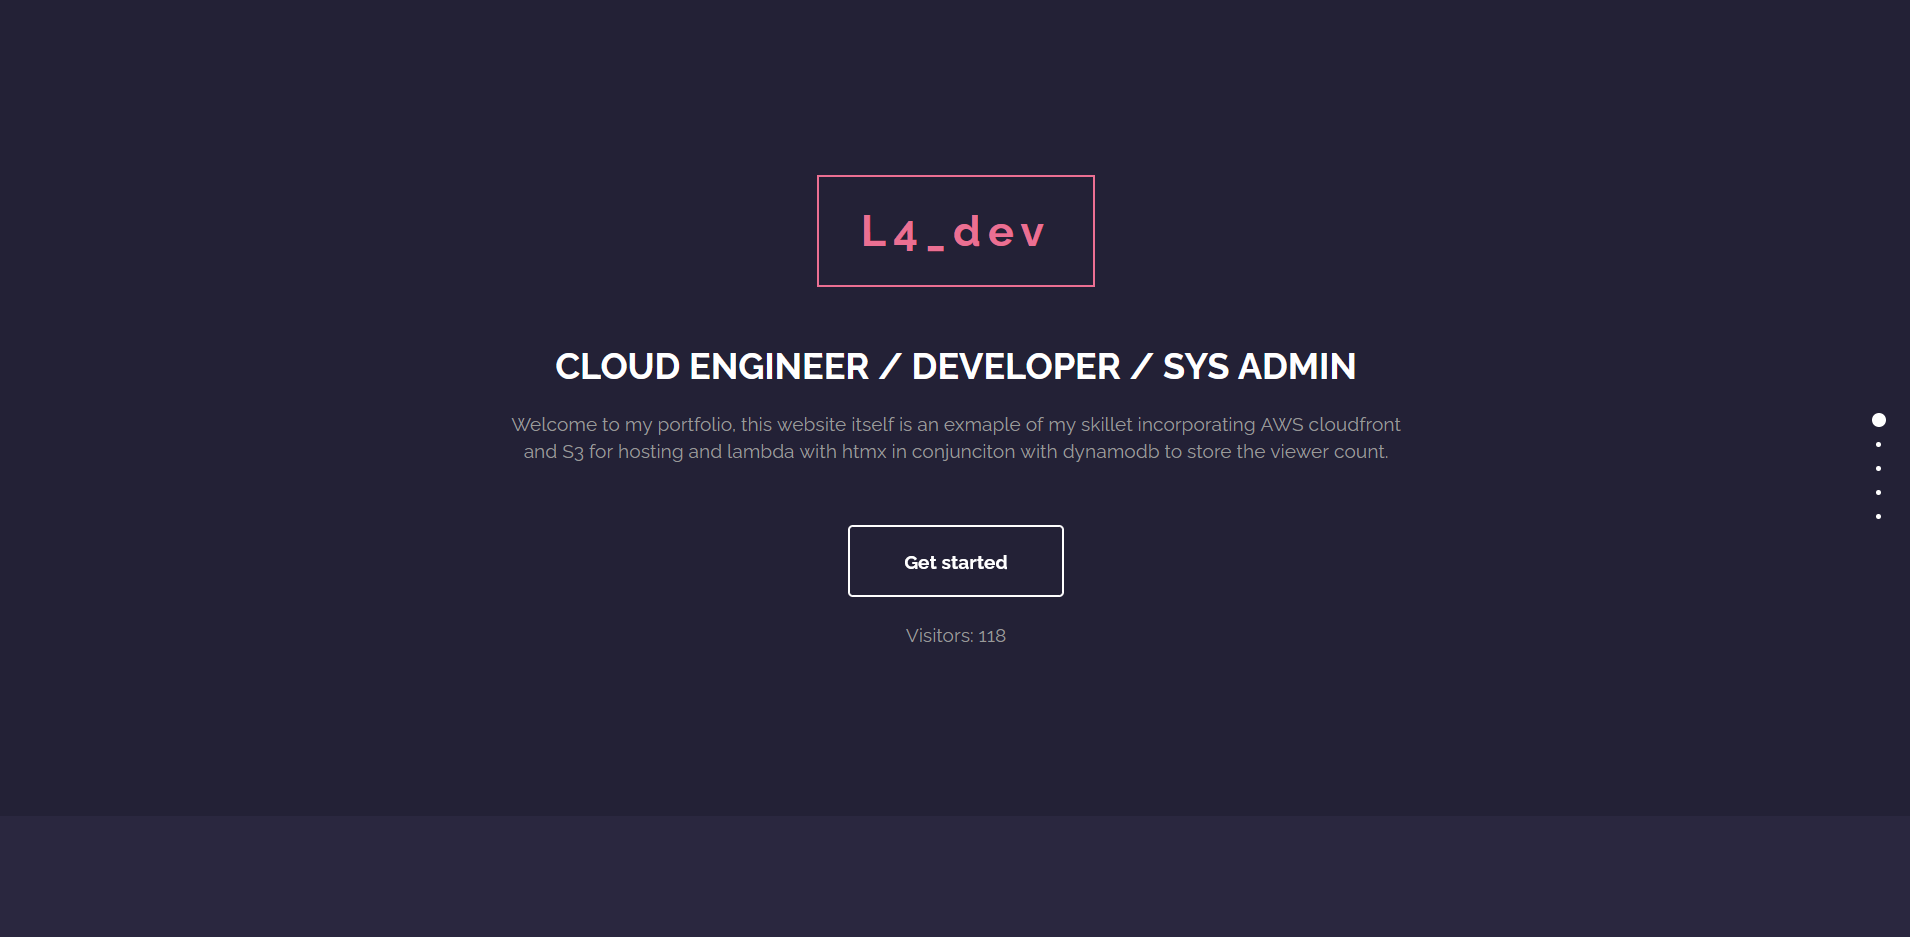 L4_dev
CLOUD ENGINEER / DEVELOPER / SYS ADMIN
Welcome to my portfolio, this website itself is an exmaple of my skillet incorporating AWS cloudfront
and S3 for hosting and lambda with htmx in conjunciton with dynamodb to store the viewer count.
Get started
Visitors: 118